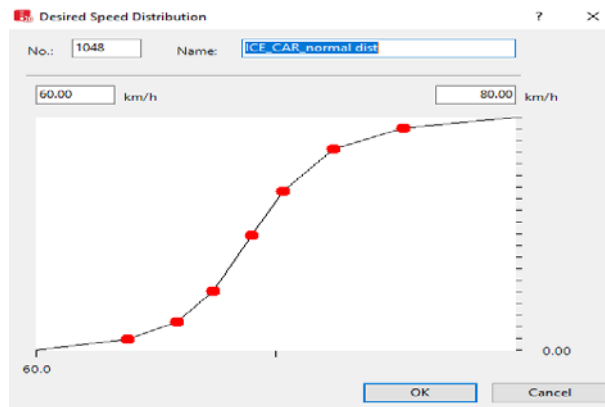 Desired Speed Distribution ? ×
No.: 1048 Name: ICE_CAR_normal dist
60.00 km/h 80.00 km/h
0.00
60.0
OK Cancel